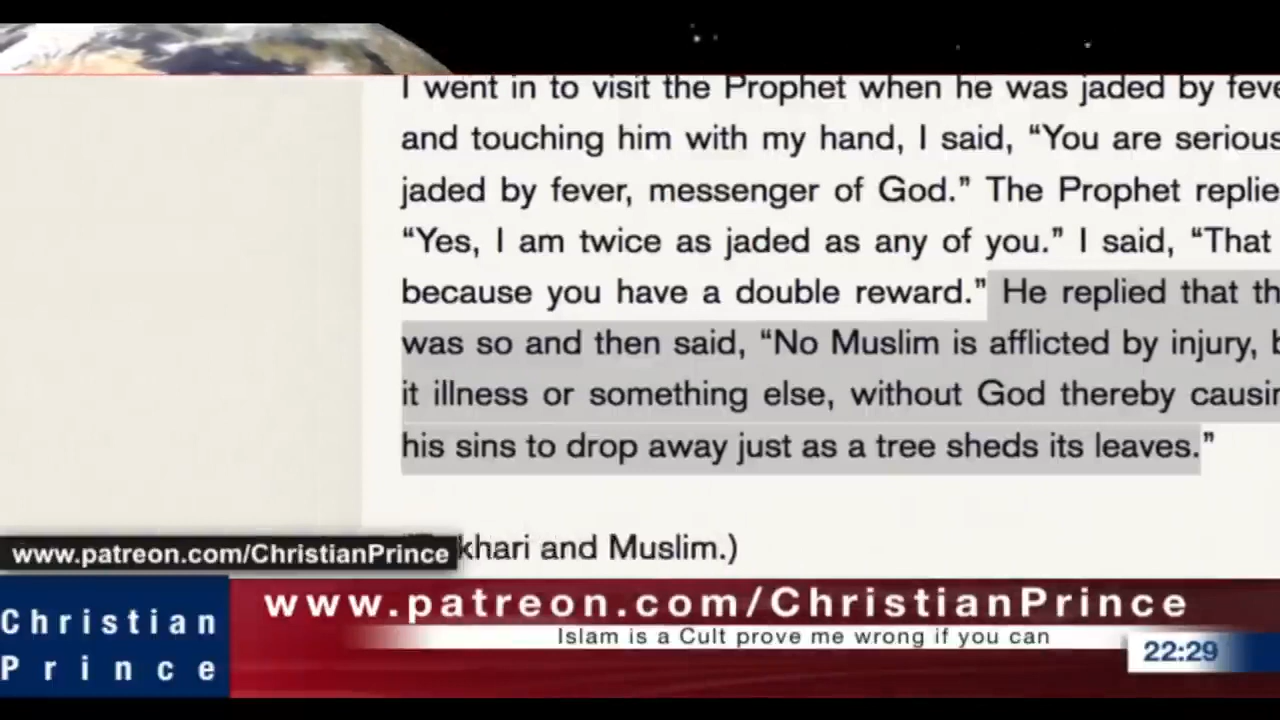 I went in to visit the Prophet when he was jaded by feve
and touching him with my hand, I said, “You are serious
jaded by fever, messenger of God.” The Prophet replie
“Yes, I am twice as jaded as any of you.” I said, “That
because you have a double reward.” He replied that th
was so and then said, “No Muslim is afflicted by injury, b
it illness or something else, without God thereby causin
his sins to drop away just as a tree sheds its leaves.”
khari and Muslim.)
www.patreon.com/ChristianPrince
www.patreon.com/ChristianPrince
Islam is a Cult prove me wrong if you can
Christian
Prince
22:29